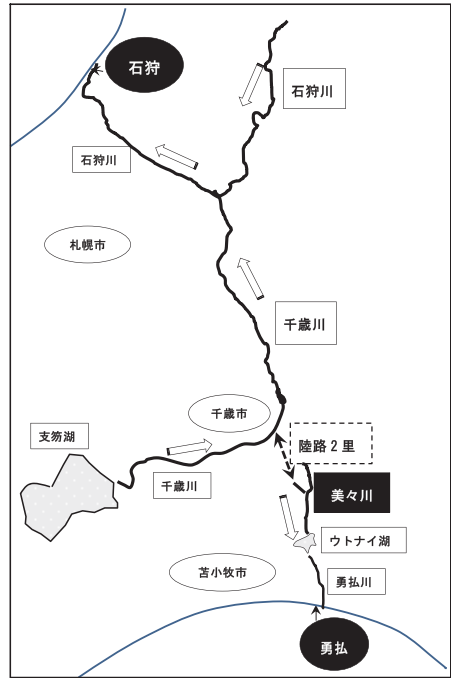 石狩
石狩川
石狩川
札幌市
千歳川
千歳市
支笏湖
陸路2里
千歳川
美々川
ウトナイ湖
苫小牧市
勇払川
勇払